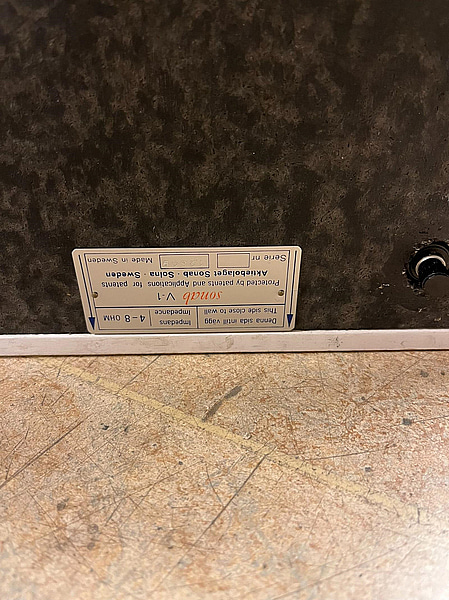 Denna sida intill vägg
This side close to wall
Impedans
Impedance
4-8 OHM
sonab V-1
Protected by patents and Applications for patents
Aktiebolaget Sonab · Solna · Sweden
Serie nr
Made in Sweden